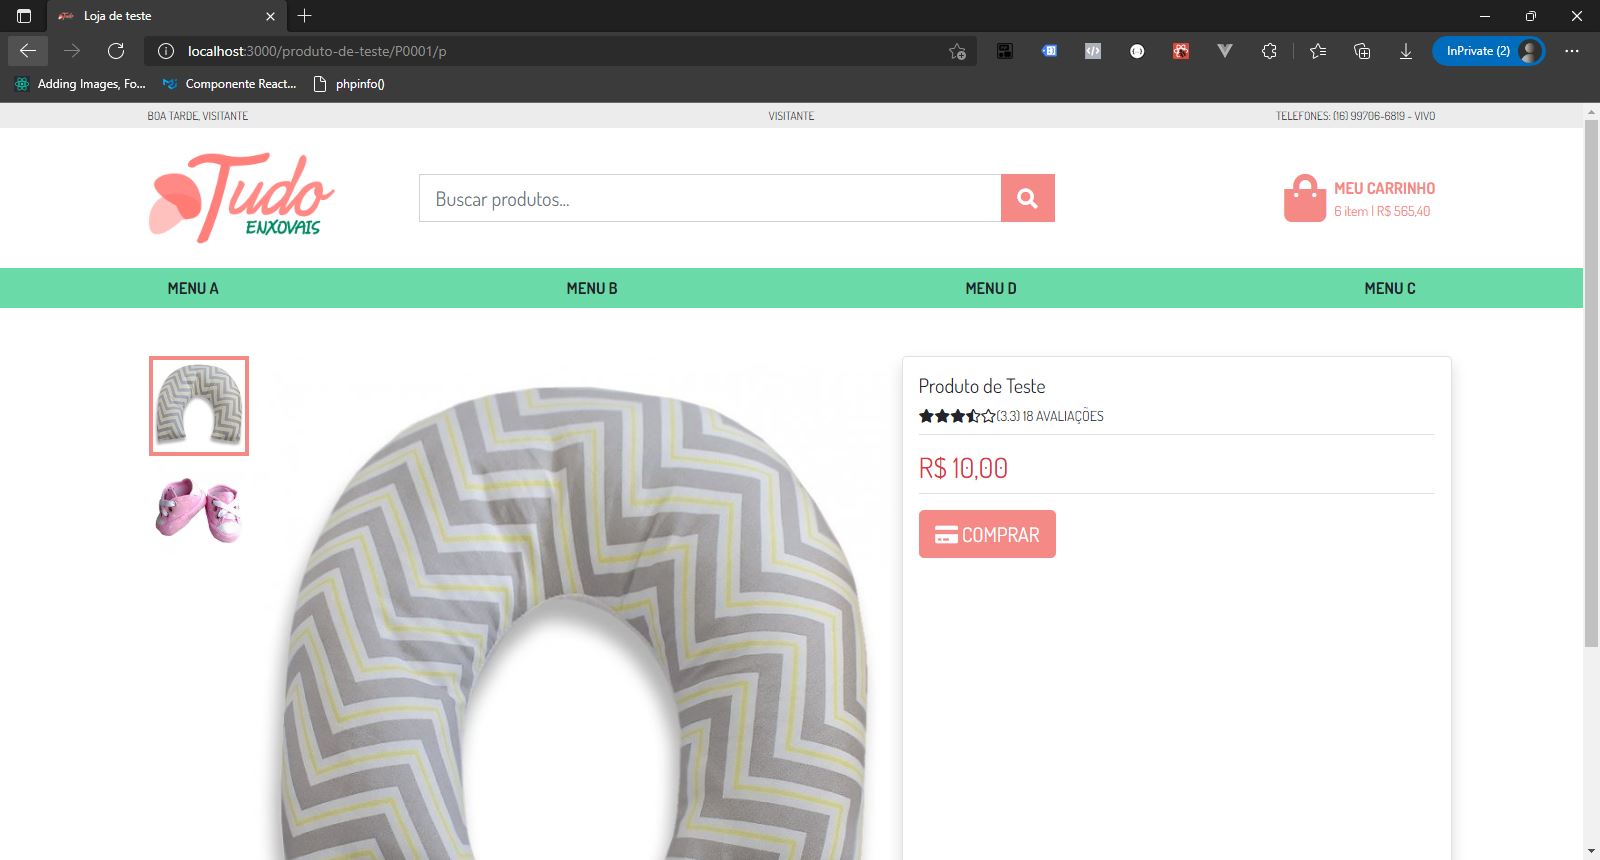 Loja de teste
localhost:3000/produto-de-teste/P0001/p
InPrivate (2)
Adding Images, Fo...
Componente React...
phpinfo()
BOA TARDE, VISITANTE
VISITANTE
TELEFONES: (16) 99706-6819 - VIVO
Tudo
ENXOVAIS
Buscar produtos...
MEU CARRINHO
6 item | R$ 565,40
MENU A
MENU B
MENU D
MENU C
Produto de Teste
(3.3) 18 AVALIAÇÕES
R$ 10,00
COMPRAR